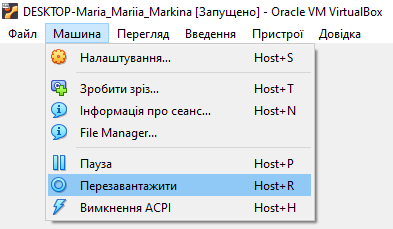 DESKTOP-Maria_Mariia_Markina [Запущено] - Oracle VM VirtualBox
Файл Машина Перегляд Введення Пристрої Довідка
Налаштування... Host+S
Зробити зріз... Host+T
Інформація про сеанс... Host+N
File Manager...
Пауза Host+P
Перезавантажити Host+R
Вимкнення ACPI Host+H